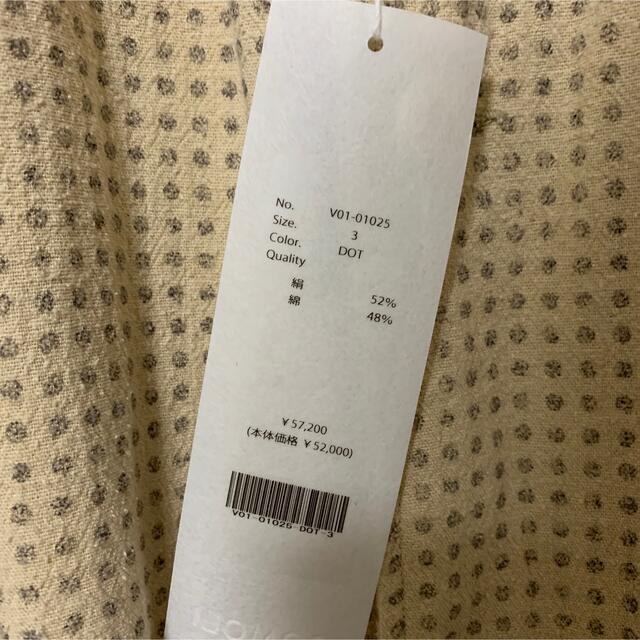 No. V01-01025
Size. 3
Color. DOT
Quality
絹 52%
綿 48%
¥57,200
(本体価格 ¥52,000)
V01-01025-DOT-3